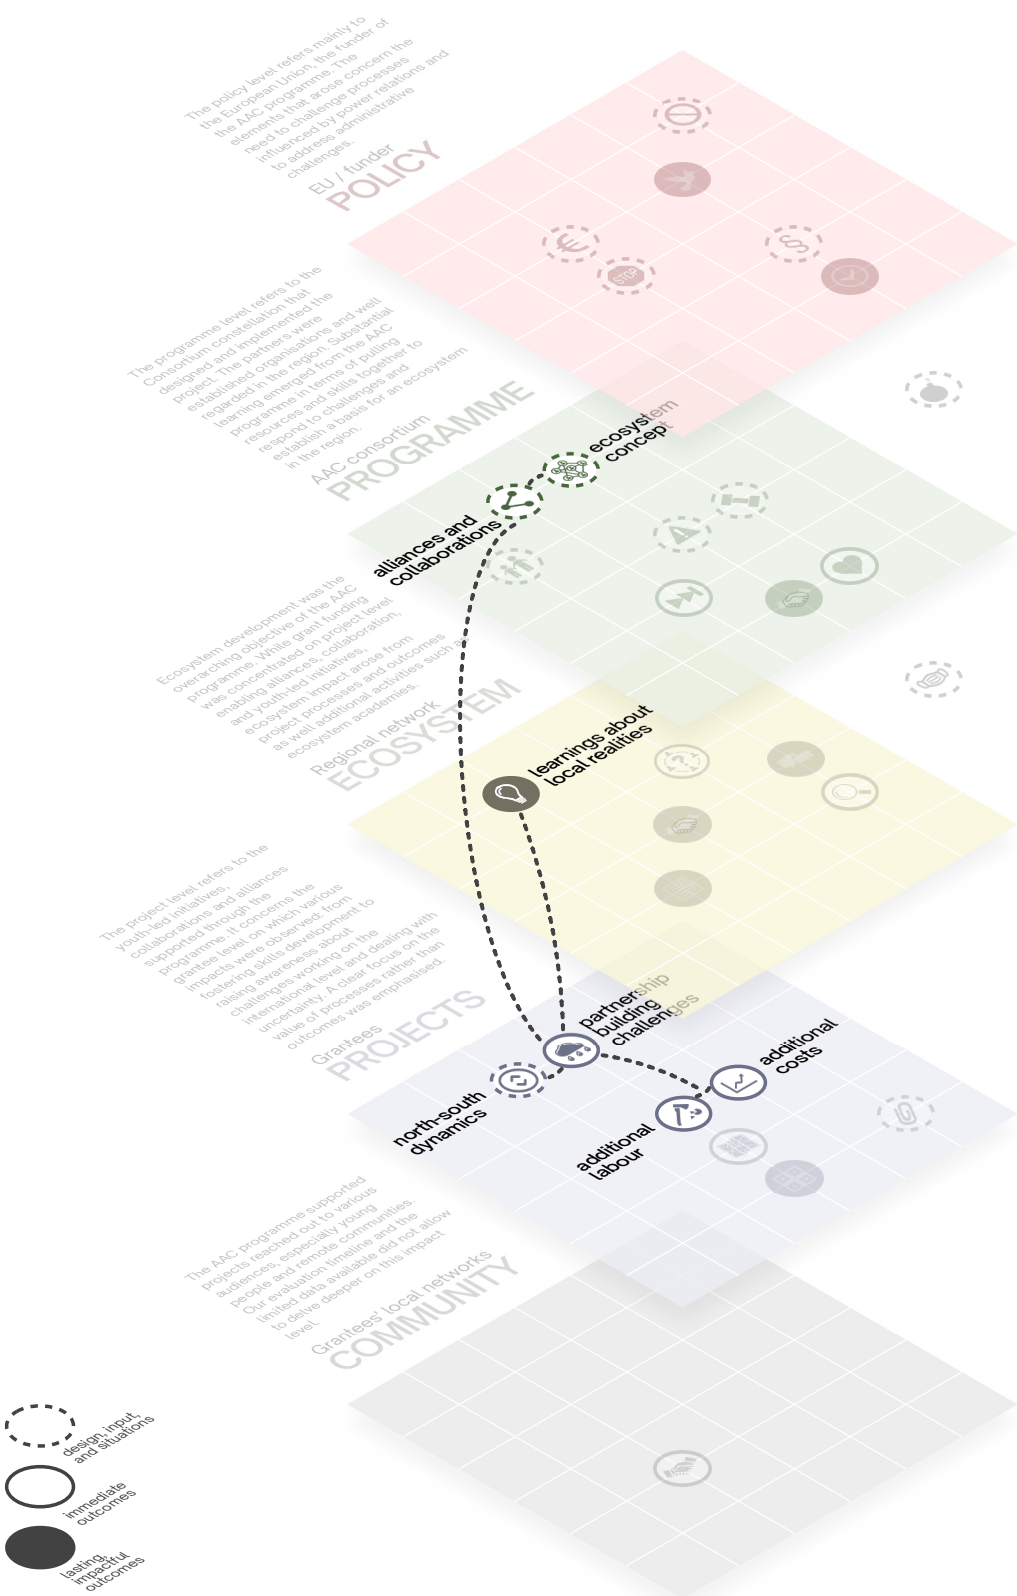 The policy level refers mainly to
the European Union, the funder of
the AAC programme. The
elements that arose concern the
need to challenge processes
influenced by power relations and
to address administrative
challenges.
EU / funder
POLICY
€
§
STOP
The programme level refers to the
Consortium constellation that
designed and implemented the
project. The partners were
established organisations and well
regarded in the region. Substantial
learning emerged from the AAC
programme in terms of pulling
resources and skills together to
respond to challenges and
establish a basis for an ecosystem
in the region.
AAC consortium
PROGRAMME
ecosystem
concept
alliances and
collaborations
Ecosystem development was the
overarching objective of the AAC
programme. While grant funding
was concentrated on project level
enabling alliances, collaboration,
and youth-led initiatives,
ecosystem impact arose from
project processes and outcomes
as well additional activities such as
ecosystem academies.
Regional network
ECOSYSTEM
learnings about
local realities
?
The project level refers to the
youth-led initiatives,
collaborations and alliances
supported through the
programme. It concerns the
grantee level on which various
impacts were observed: from
fostering skills development to
raising awareness about
challenges working on the
international level and dealing with
uncertainty. A clear focus on the
value of processes rather than
outcomes was emphasised.
Grantees
PROJECTS
partnership
building
challenges
additional
costs
north-south
dynamics
additional
labour
The AAC programme supported
projects reached out to various
audiences, especially young
people and remote communities.
Our evaluation timeline and the
limited data available did not allow
to delve deeper on this impact
level.
Grantees' local networks
COMMUNITY
design, input,
and situations
immediate
outcomes
lasting,
impactful
outcomes